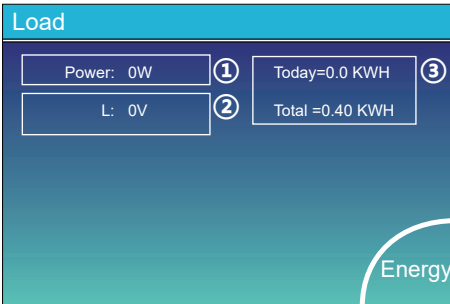 Load
Power: 0W ①
L: 0V ②
Today=0.0 KWH ③
Total =0.40 KWH
Energy